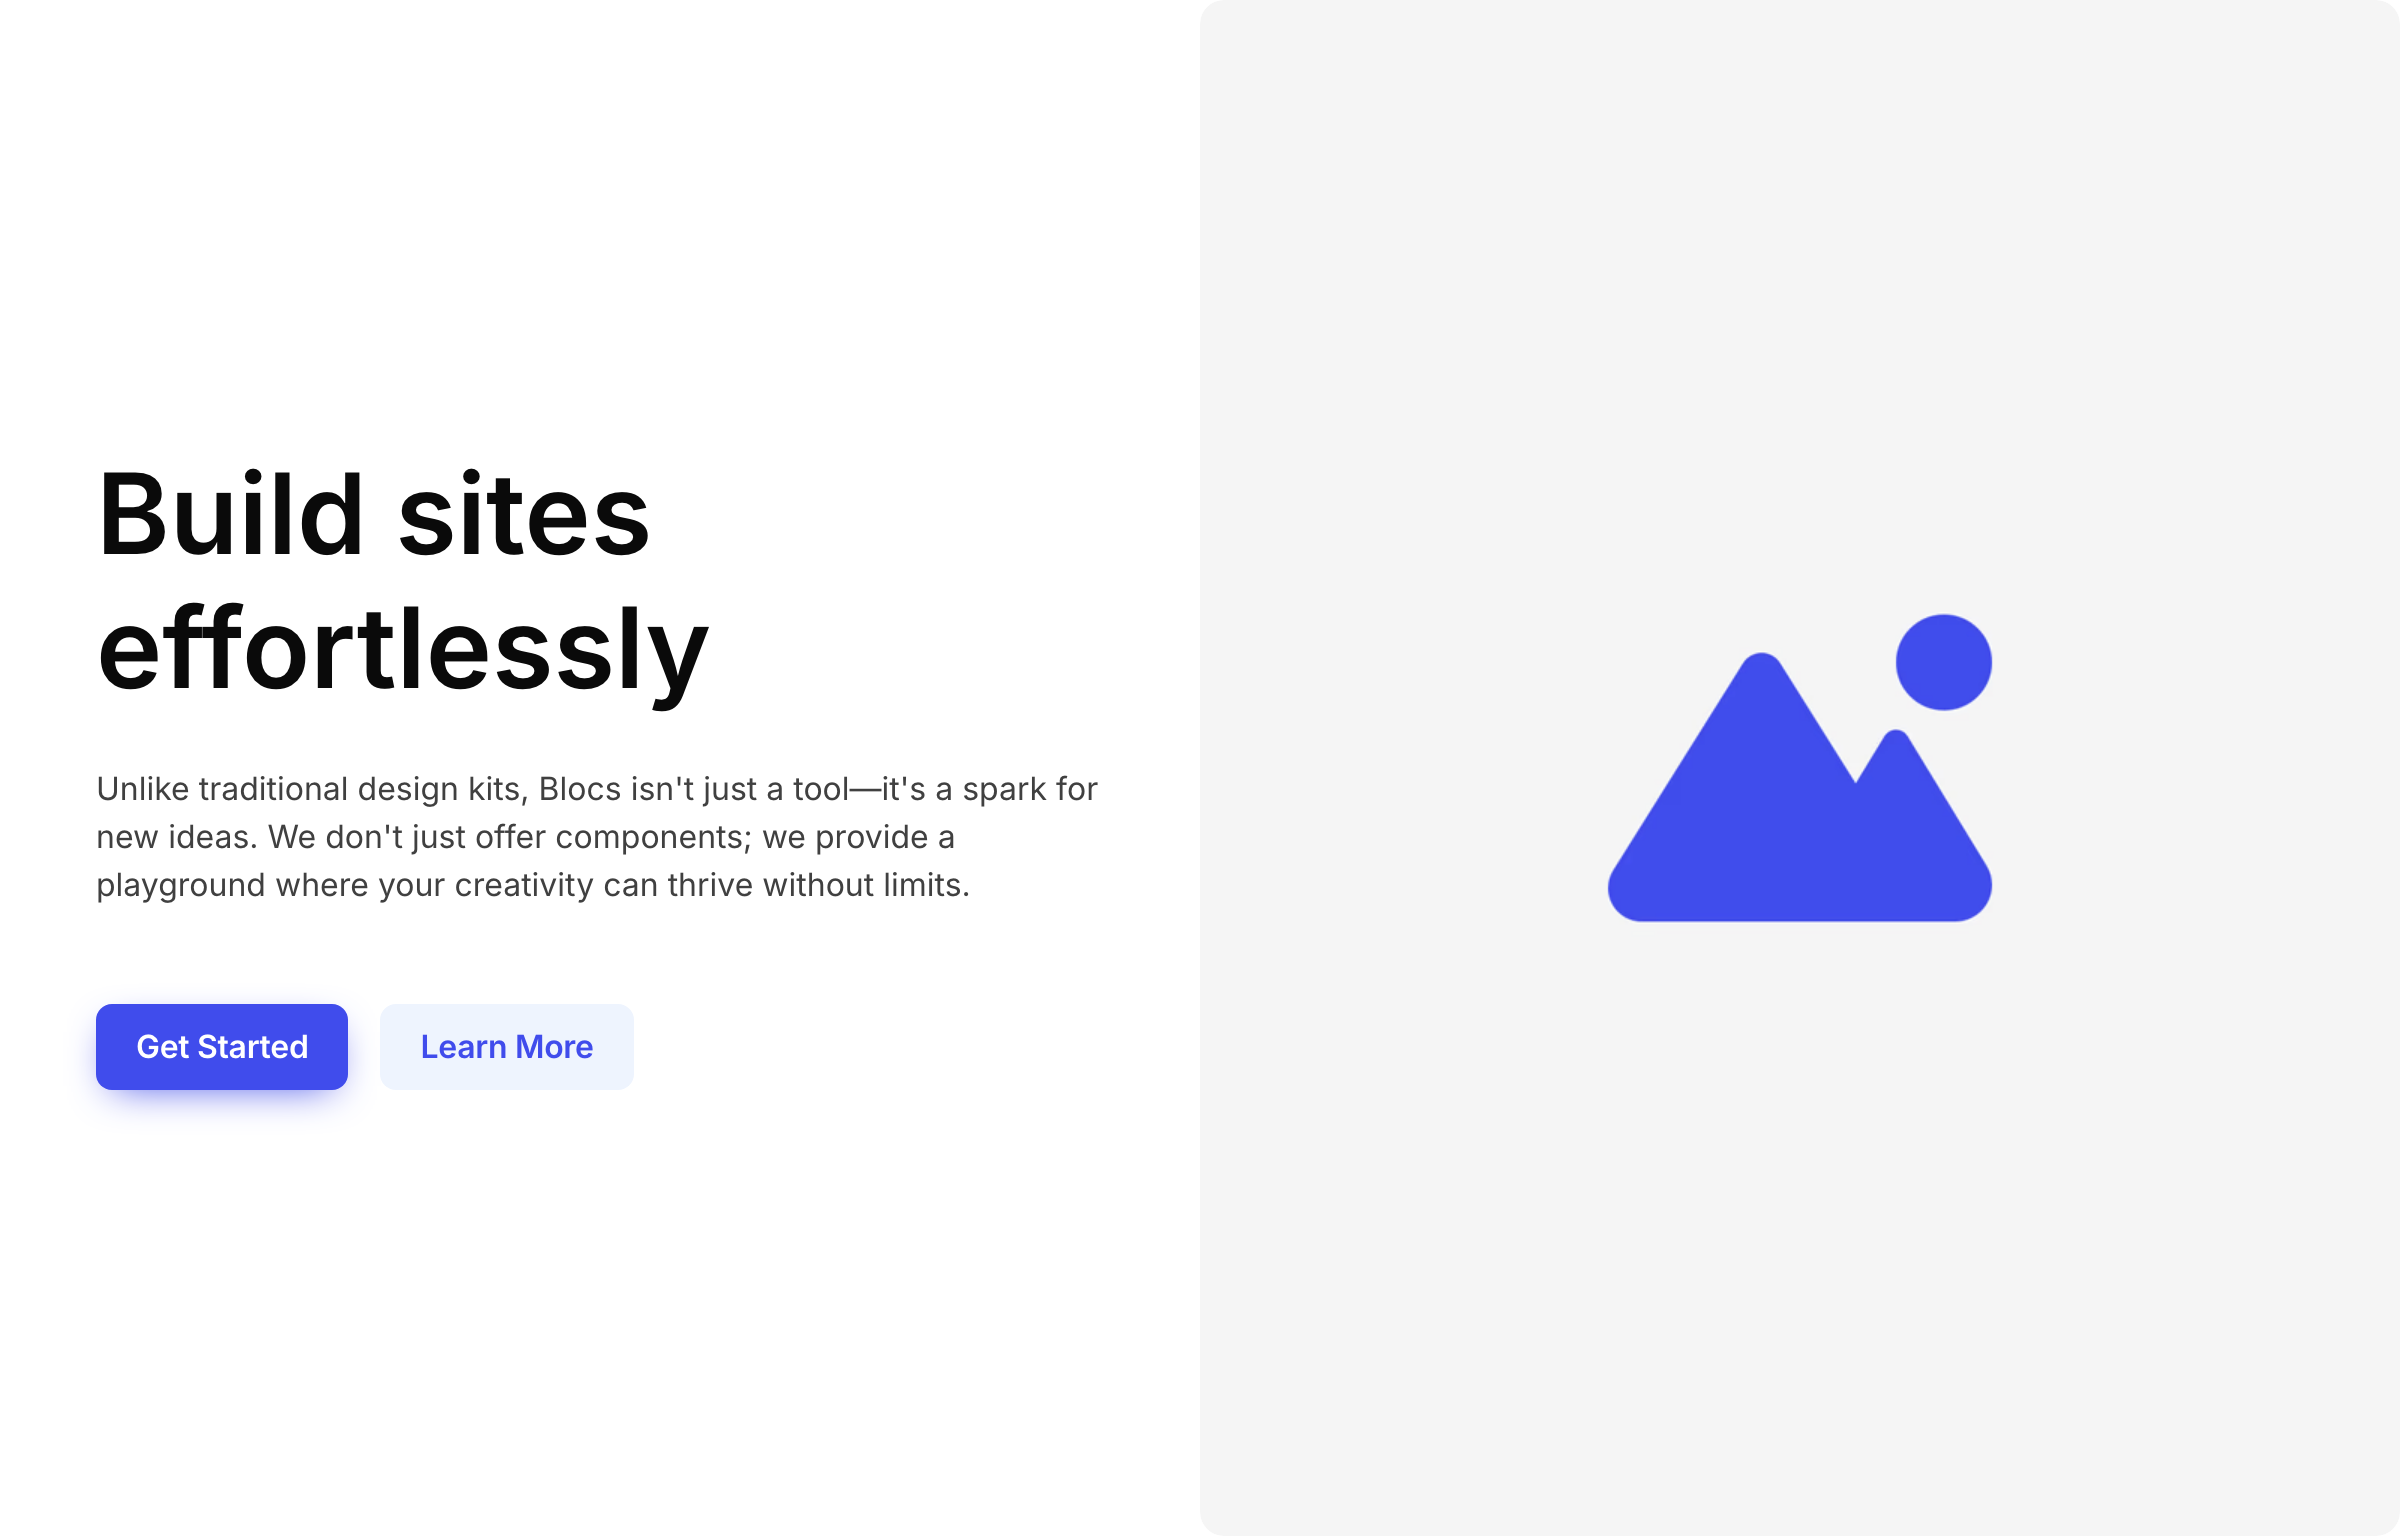 Build sites
effortlessly
Unlike traditional design kits, Blocs isn't just a tool—it's a spark for
new ideas. We don't just offer components; we provide a
playground where your creativity can thrive without limits.
Get Started
Learn More